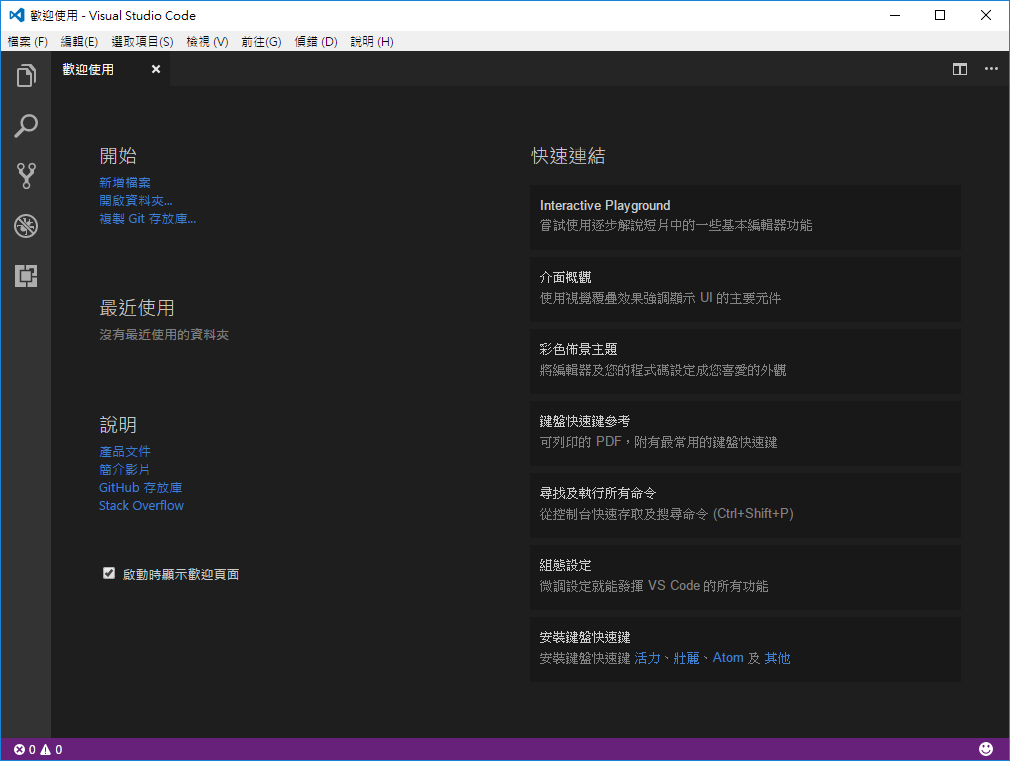 歡迎使用 - Visual Studio Code
檔案 (F) 編輯(E) 選取項目(S) 檢視 (V) 前往(G) 偵錯 (D) 說明 (H)
歡迎使用
開始
新增檔案
開啟資料夾...
複製 Git 存放庫...
最近使用
沒有最近使用的資料夾
說明
產品文件
簡介影片
GitHub 存放庫
Stack Overflow
啟動時顯示歡迎頁面
快速連結
Interactive Playground
嘗試使用逐步解說短片中的一些基本編輯器功能
介面概觀
使用視覺覆疊效果強調顯示 UI 的主要元件
彩色佈景主題
將編輯器及您的程式碼設定成您喜愛的外觀
鍵盤快速鍵參考
可列印的 PDF，附有最常用的鍵盤快速鍵
尋找及執行所有命令
從控制台快速存取及搜尋命令 (Ctrl+Shift+P)
組態設定
微調設定就能發揮 VS Code 的所有功能
安裝鍵盤快速鍵
安裝鍵盤快速鍵 活力、壯麗、Atom 及 其他
0 0